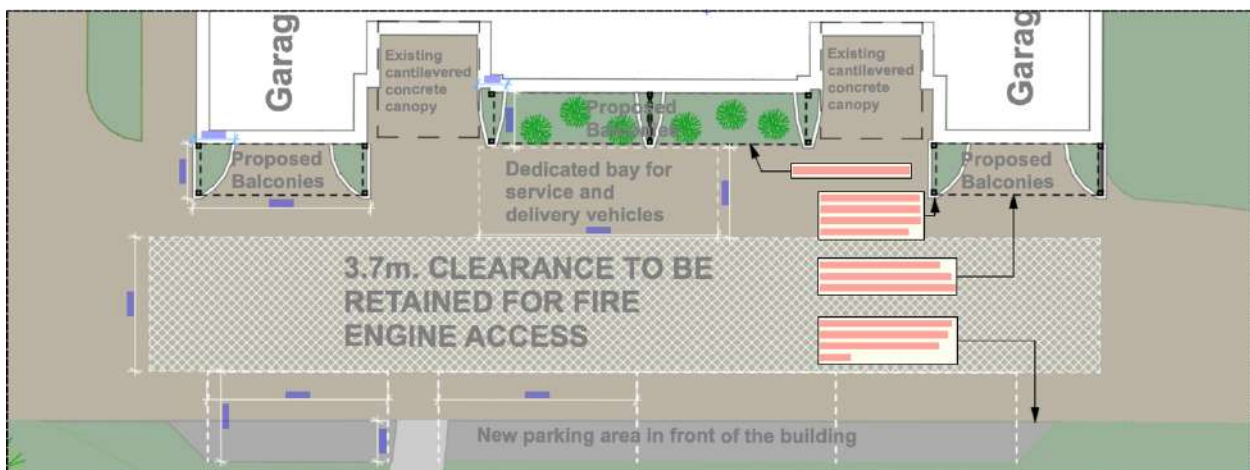 Garag
Existing
cantilevered
concrete
canopy
Proposed
Balconies
Existing
cantilevered
concrete
canopy
Garag
Proposed
Balconies
Dedicated bay for
service and
delivery vehicles
Proposed
Balconies
3.7m. CLEARANCE TO BE
RETAINED FOR FIRE
ENGINE ACCESS
New parking area in front of the building